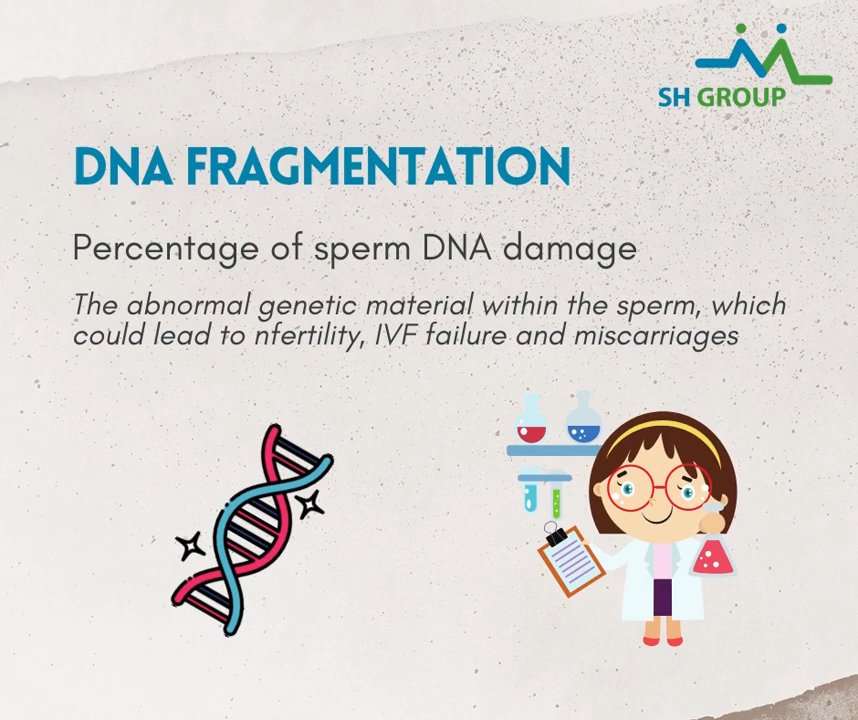 SH GROUP
DNA FRAGMENTATION
Percentage of sperm DNA damage
The abnormal genetic material within the sperm, which
could lead to nfertility, IVF failure and miscarriages